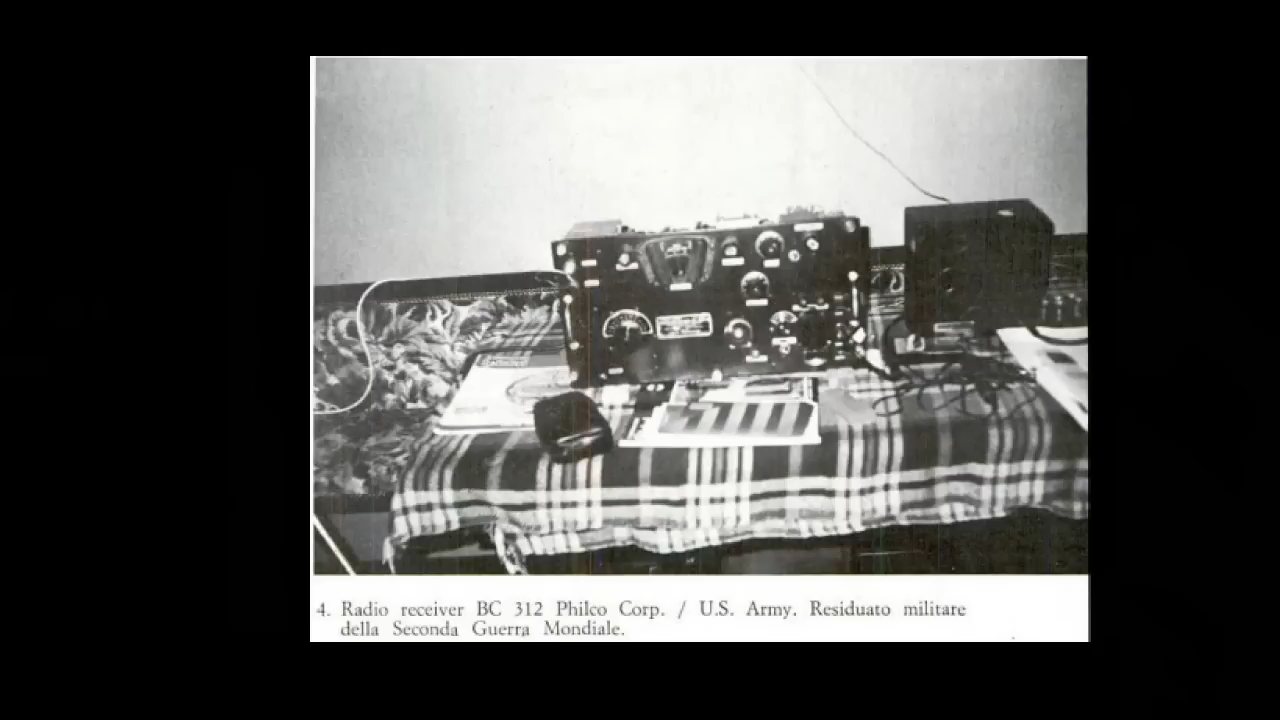 4. Radio receiver BC 312 Philco Corp. / U.S. Army. Residuato militare
della Seconda Guerra Mondiale.